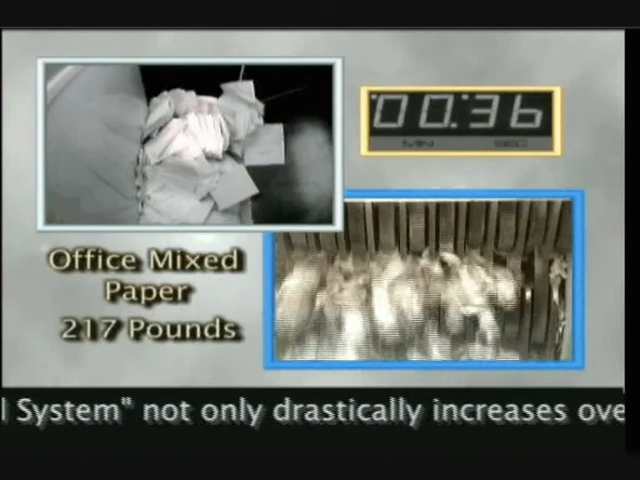 00:36
MIN SEC
Office Mixed
Paper
217 Pounds
l System" not only drastically increases ove